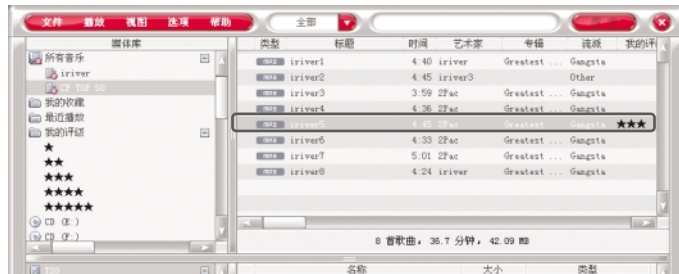 文件 播放 视图 选项 帮助 全部
媒体库
类型 标题 时间 艺术家 专辑 流派 我的评
所有音乐
iriver
CP TOP 50
我的收藏
最近播放
我的评级
★
★★
★★★
★★★★
★★★★★
CD (E:)
CD (F:)
iriver1 4:40 iriver Greatest ... Gangsta
iriver2 4:45 iriver3 Other
iriver3 3:59 2Pac Greatest ... Gangsta
iriver4 4:36 2Pac Greatest ... Gangsta
iriver5 4:45 2Pac Greatest ... Gangsta ★★★
iriver6 4:33 2Pac Greatest ... Gangsta
iriver7 5:01 2Pac Greatest ... Gangsta
iriver8 4:24 iriver Greatest ... Gangsta
8 首歌曲, 36.7 分钟, 42.09 MB
名称 大小 类型